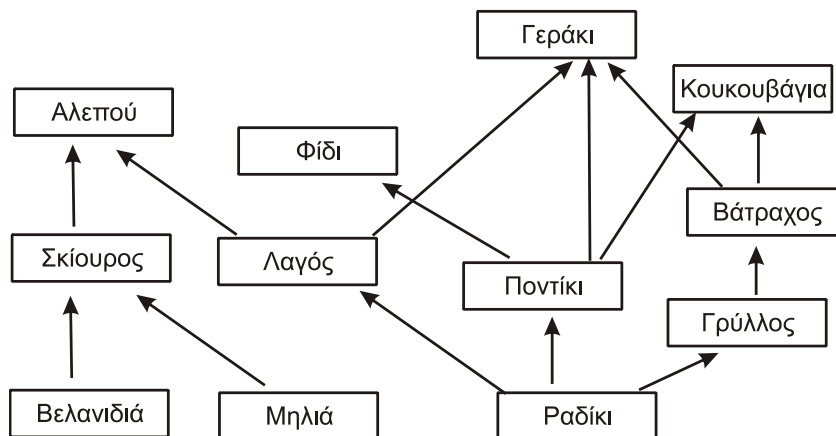 Γεράκι
Κουκουβάγια
Αλεπού
Φίδι
Βάτραχος
Σκίουρος
Λαγός
Ποντίκι
Γρύλλος
Βελανιδιά
Μηλιά
Ραδίκι